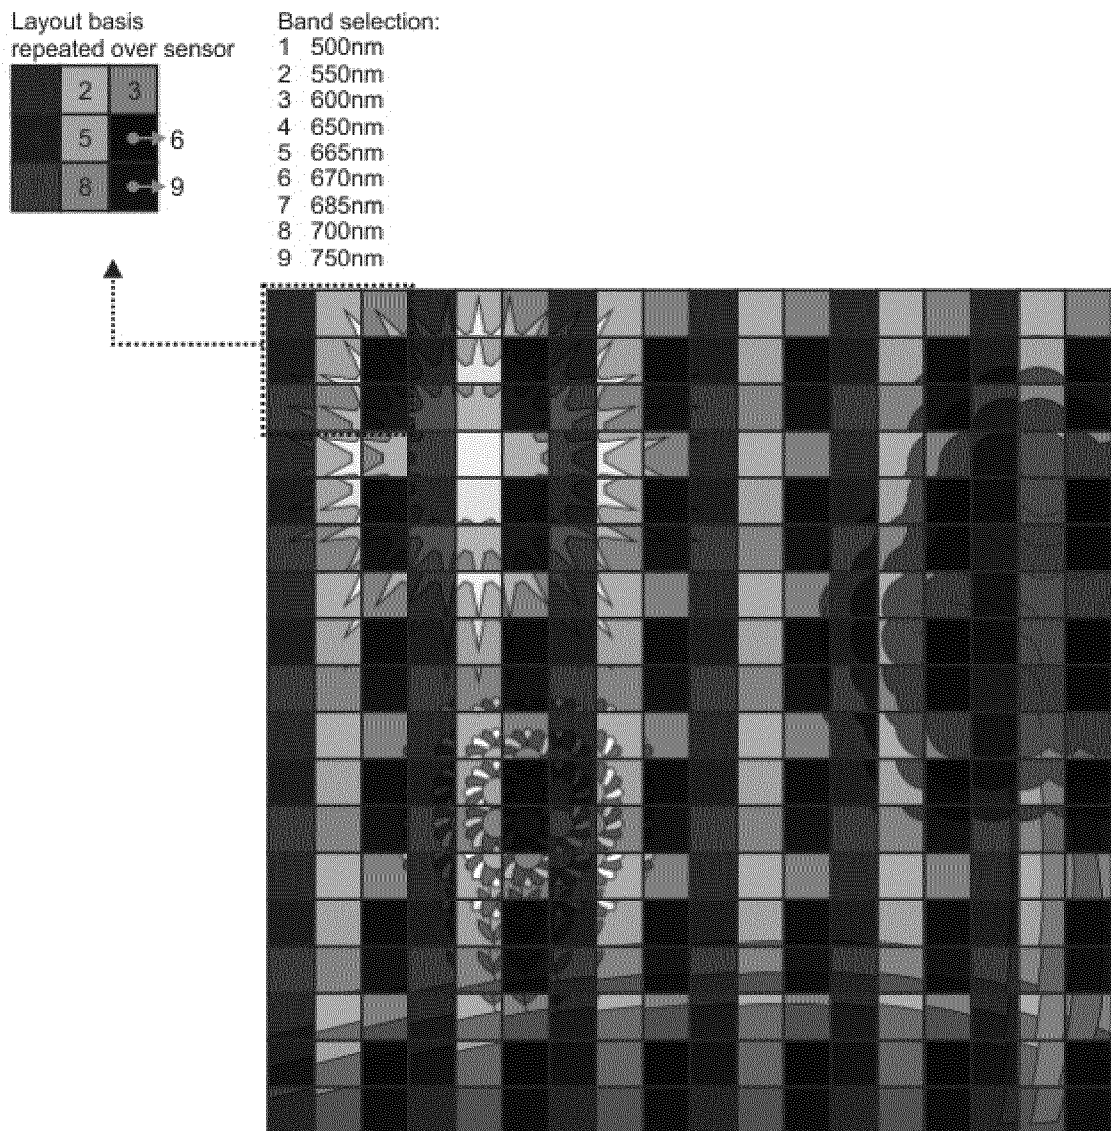 Layout basis
repeated over sensor
2 3
5 6
8 9
Band selection:
1 500nm
2 550nm
3 600nm
4 650nm
5 665nm
6 670nm
7 685nm
8 700nm
9 750nm